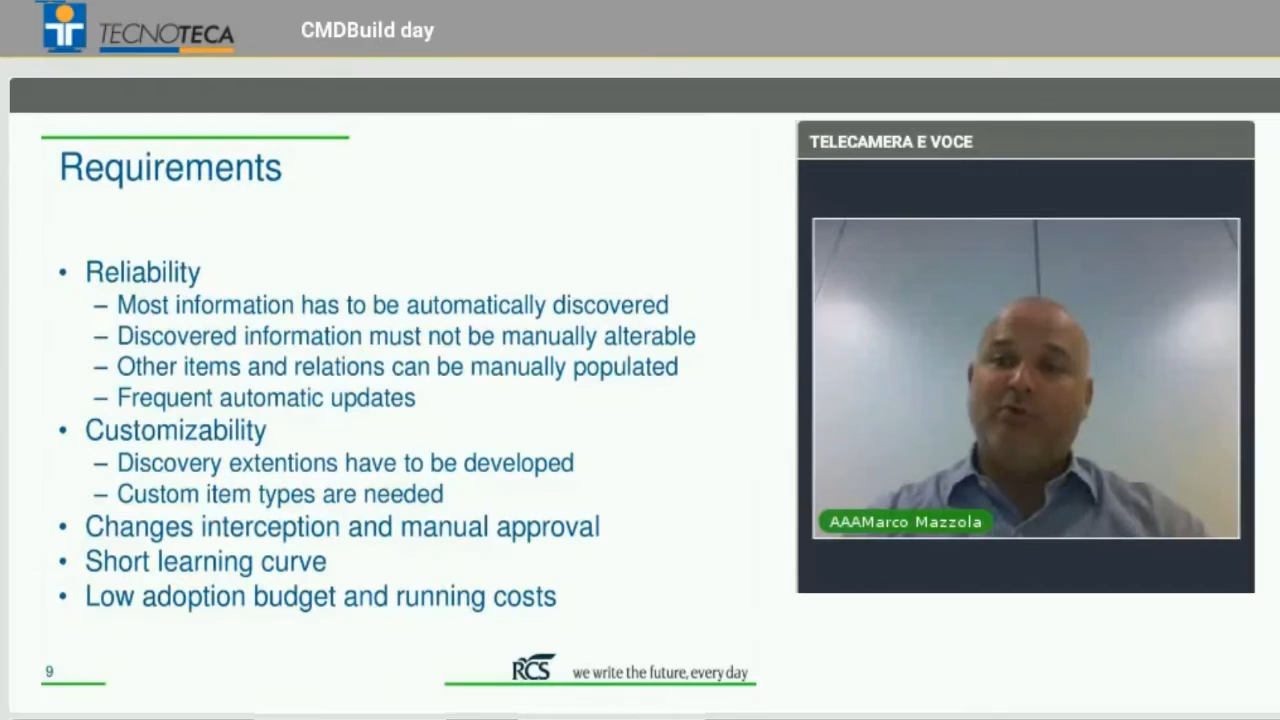 TECNOTECA
CMDBuild day
Requirements
• Reliability
– Most information has to be automatically discovered
– Discovered information must not be manually alterable
– Other items and relations can be manually populated
– Frequent automatic updates
• Customizability
– Discovery extentions have to be developed
– Custom item types are needed
• Changes interception and manual approval
• Short learning curve
• Low adoption budget and running costs
9
RCS we write the future, every day
TELECAMERA E VOCE
AAAMarco Mazzola